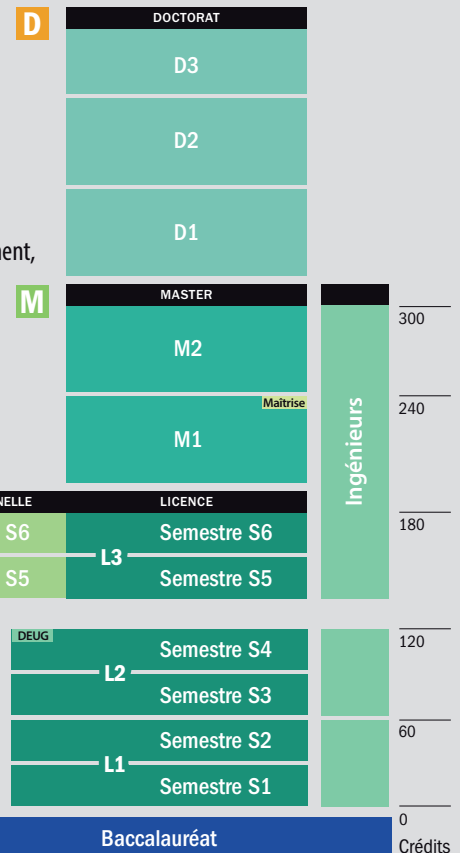 D
DOCTORAT
D3
D2
D1
ment,
M
MASTER
300
M2
Maîtrise
240
M1
Ingénieurs
NELLE
LICENCE
180
S6
Semestre S6
L3
S5
Semestre S5
DEUG
120
Semestre S4
L2
Semestre S3
60
Semestre S2
L1
Semestre S1
0
Baccalauréat
Crédits